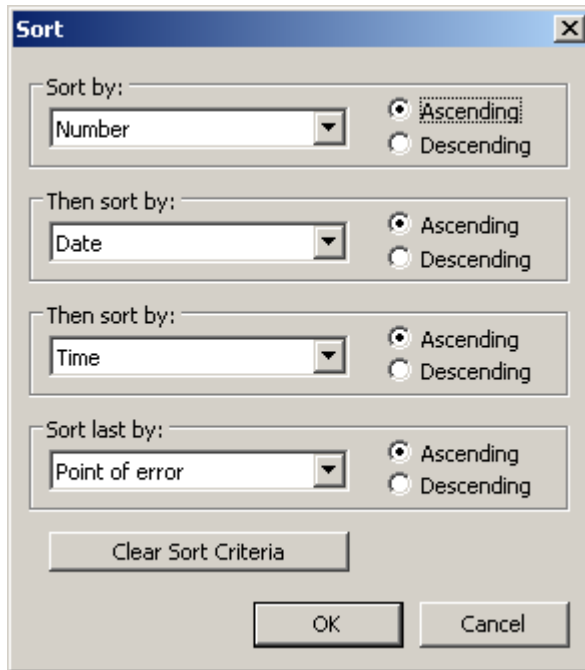 Sort
Sort by:
Number
Ascending
Descending
Then sort by:
Date
Ascending
Descending
Then sort by:
Time
Ascending
Descending
Sort last by:
Point of error
Ascending
Descending
Clear Sort Criteria
OK
Cancel